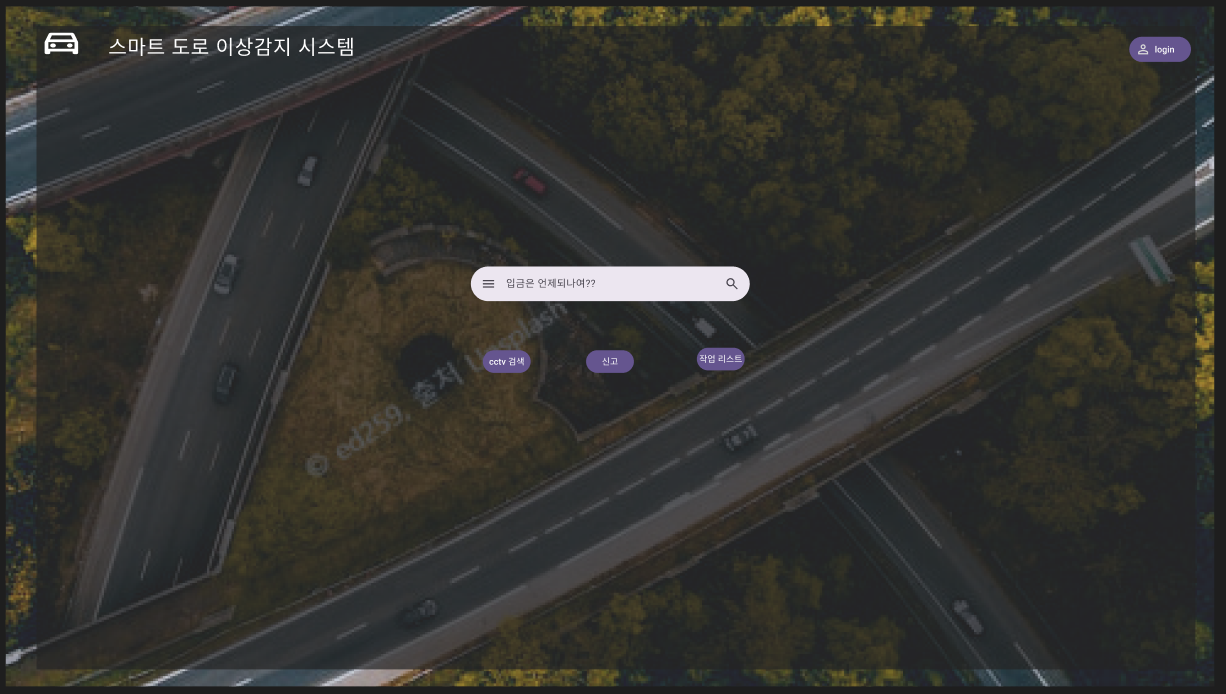 스마트 도로 이상감지 시스템
login
입금은 언제되나여??
cctv 검색
신고
작업 리스트
© ed259, 출처 Unsplash